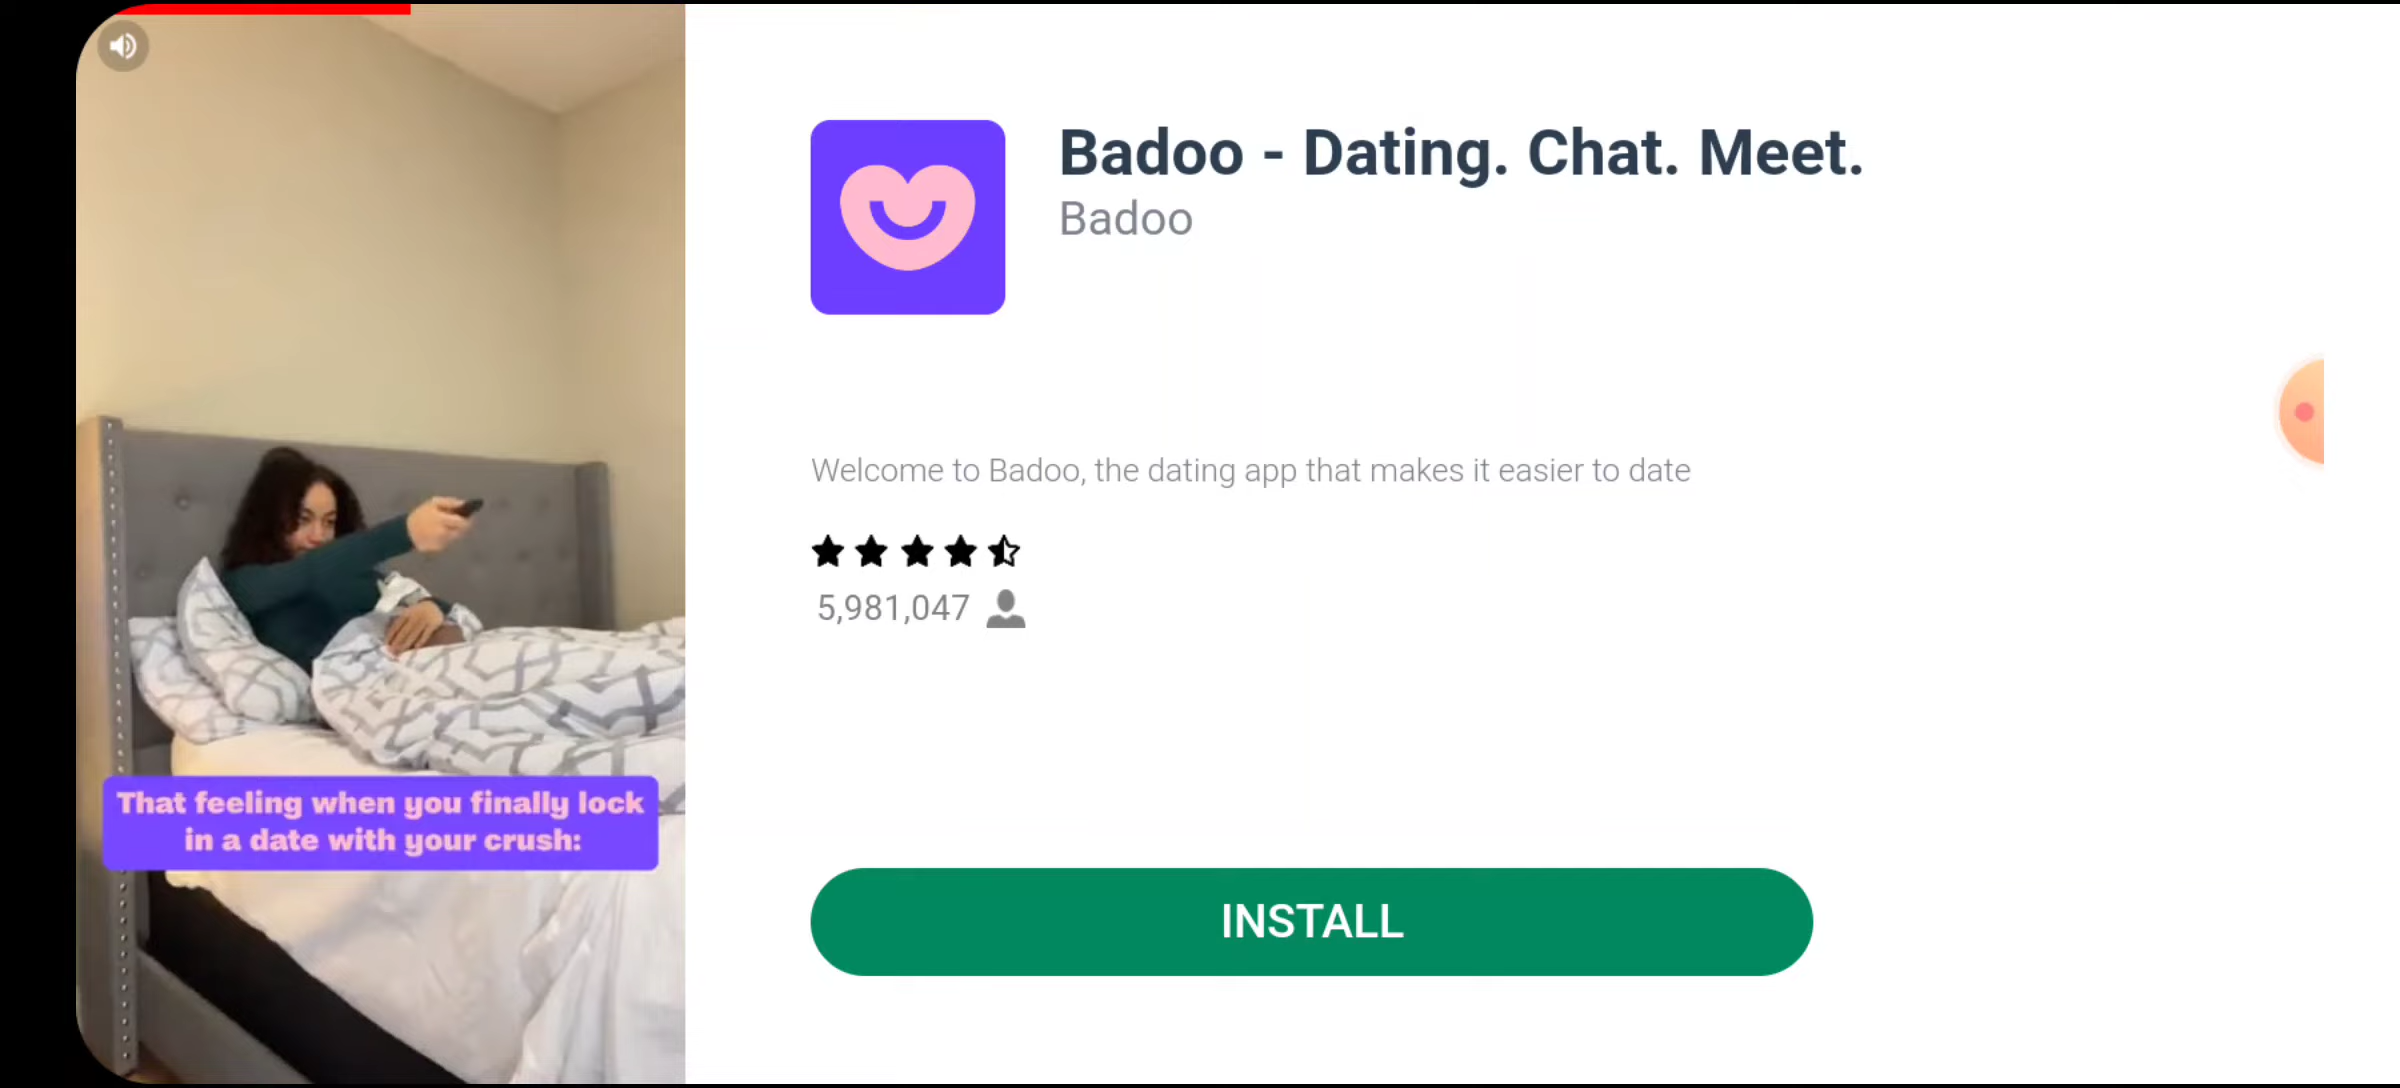 That feeling when you finally lock
in a date with your crush:
Badoo - Dating. Chat. Meet.
Badoo
Welcome to Badoo, the dating app that makes it easier to date
5,981,047
INSTALL